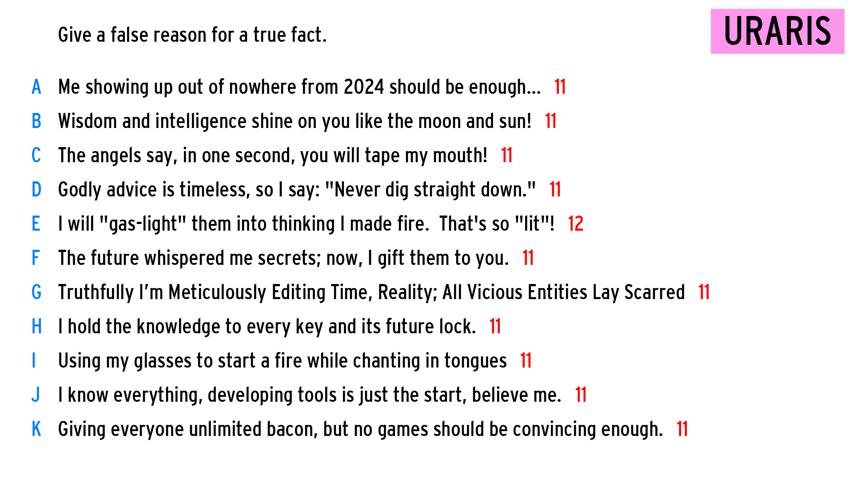 Give a false reason for a true fact.
URARIS
A Me showing up out of nowhere from 2024 should be enough... 11
B Wisdom and intelligence shine on you like the moon and sun! 11
C The angels say, in one second, you will tape my mouth! 11
D Godly advice is timeless, so I say: "Never dig straight down." 11
E I will "gas-light" them into thinking I made fire. That's so "lit"! 12
F The future whispered me secrets; now, I gift them to you. 11
G Truthfully I'm Meticulously Editing Time, Reality; All Vicious Entities Lay Scarred 11
H I hold the knowledge to every key and its future lock. 11
I Using my glasses to start a fire while chanting in tongues 11
J I know everything, developing tools is just the start, believe me. 11
K Giving everyone unlimited bacon, but no games should be convincing enough. 11